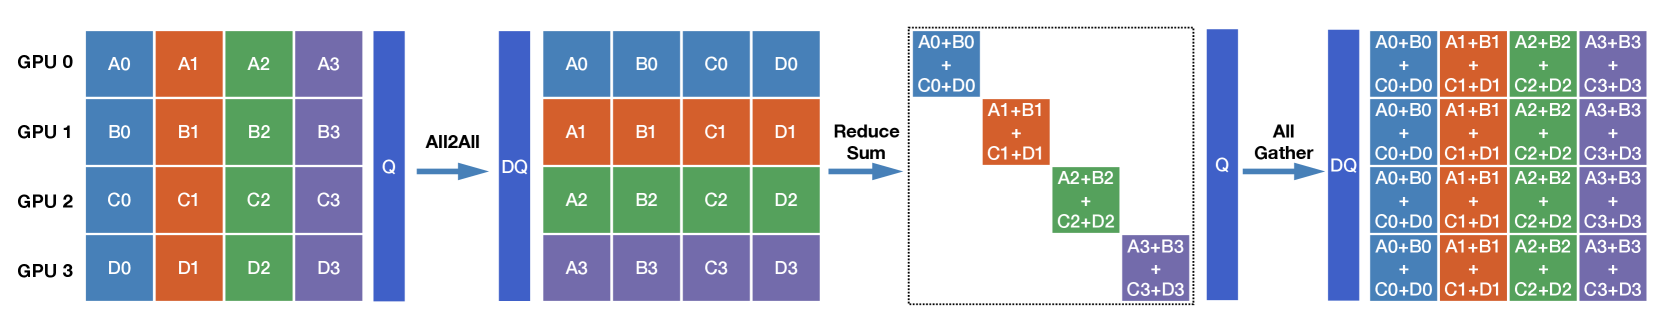 GPU 0
A0
A1
A2
A3
GPU 1
B0
B1
B2
B3
GPU 2
C0
C1
C2
C3
GPU 3
D0
D1
D2
D3
Q
All2All
DQ
A0
B0
C0
D0
A1
B1
C1
D1
A2
B2
C2
D2
A3
B3
C3
D3
Reduce
Sum
A0+B0
+
C0+D0
A1+B1
+
C1+D1
A2+B2
+
C2+D2
A3+B3
+
C3+D3
Q
All
Gather
DQ
A0+B0
+
C0+D0
A1+B1
+
C1+D1
A2+B2
+
C2+D2
A3+B3
+
C3+D3
A0+B0
+
C0+D0
A1+B1
+
C1+D1
A2+B2
+
C2+D2
A3+B3
+
C3+D3
A0+B0
+
C0+D0
A1+B1
+
C1+D1
A2+B2
+
C2+D2
A3+B3
+
C3+D3
A0+B0
+
C0+D0
A1+B1
+
C1+D1
A2+B2
+
C2+D2
A3+B3
+
C3+D3